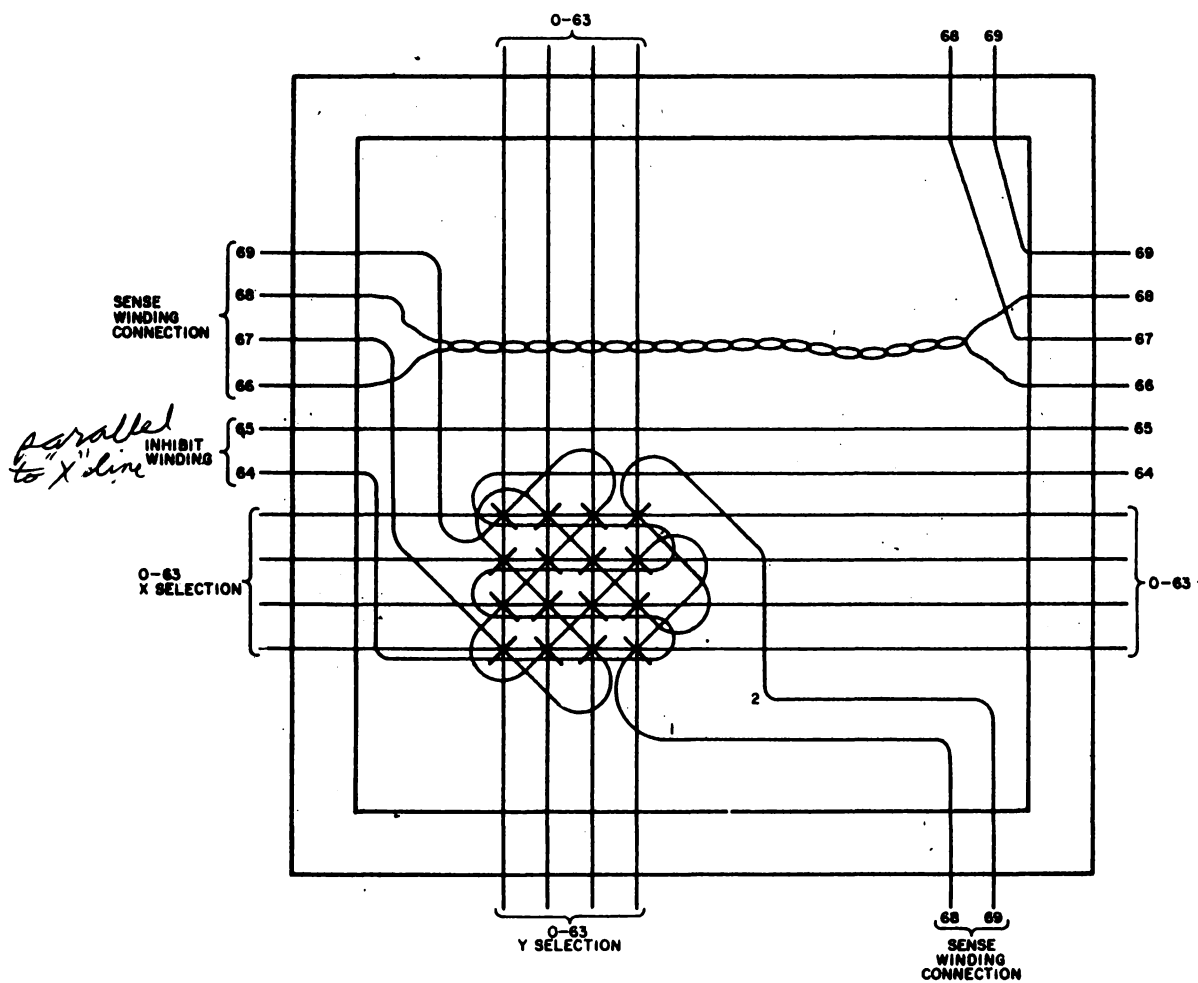 0-63
68 69
69
68
67
66
SENSE
WINDING
CONNECTION
65
64
INHIBIT
WINDING
parallel
to "X" line
0-63
X SELECTION
69
68
67
66
65
64
0-63
2
1
0-63
Y SELECTION
68 69
SENSE
WINDING
CONNECTION